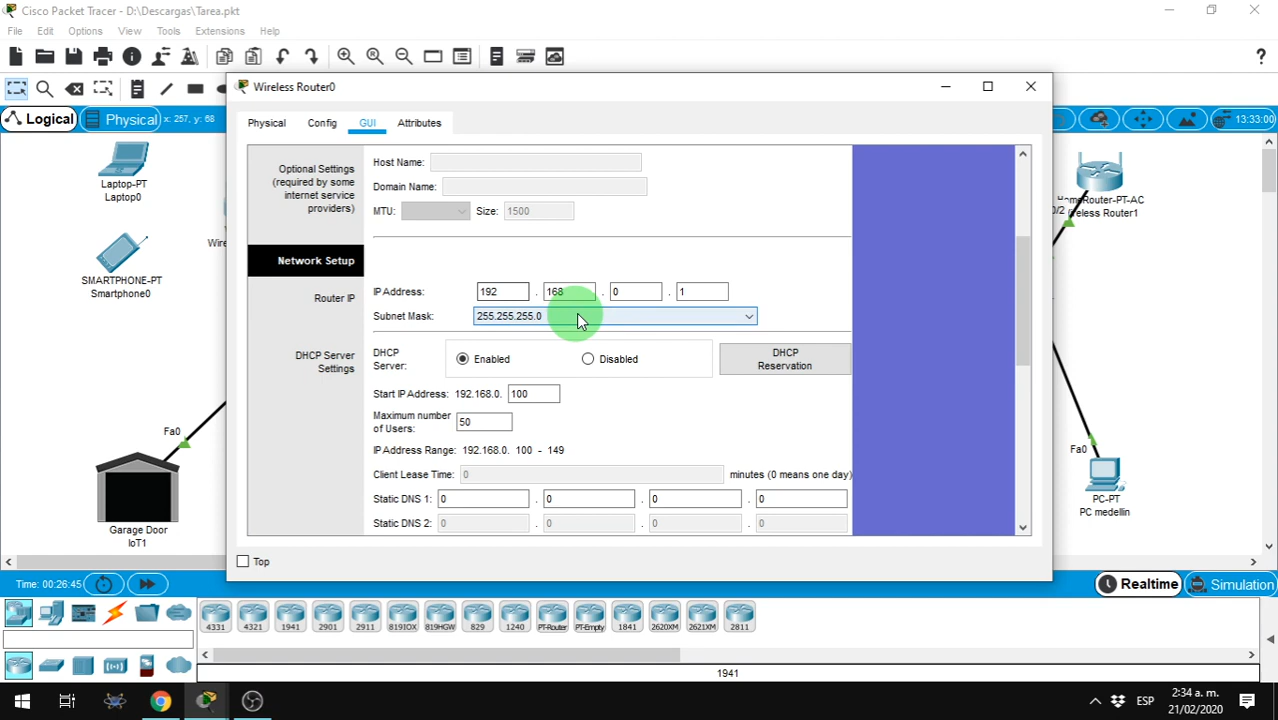 Cisco Packet Tracer - D:\Descargas\Tarea.pkt
File Edit Options View Tools Extensions Help
Logical Physical x: 257, y: 68
13:33:00
Wireless Router0
Physical Config GUI Attributes
Laptop-PT
Laptop0
SMARTPHONE-PT
Smartphone0
Fa0
Garage Door
IoT1
Optional Settings
(required by some
internet service
providers)
Host Name:
Domain Name:
MTU: Size: 1500
Network Setup
Router IP
IP Address: 192 . 168 . 0 . 1
Subnet Mask: 255.255.255.0
DHCP Server
Settings
DHCP
Server: Enabled Disabled
DHCP
Reservation
Start IP Address: 192.168.0. 100
Maximum number
of Users: 50
IP Address Range: 192.168.0. 100 - 149
Client Lease Time: 0 minutes (0 means one day)
Static DNS 1: 0 . 0 . 0 . 0
Static DNS 2: 0 . 0 . 0 . 0
Top
HomeRouter-PT-AC
0/2
Router1
Fa0
PC-PT
PC medellin
Time: 00:26:45
Realtime Simulation
4331 4321 1941 2901 2911 819IOX 819HGW 829 1240 PT-Router PT-Empty 1841 2620XM 2621XM 2811
1941
ESP
2:34 a. m.
21/02/2020